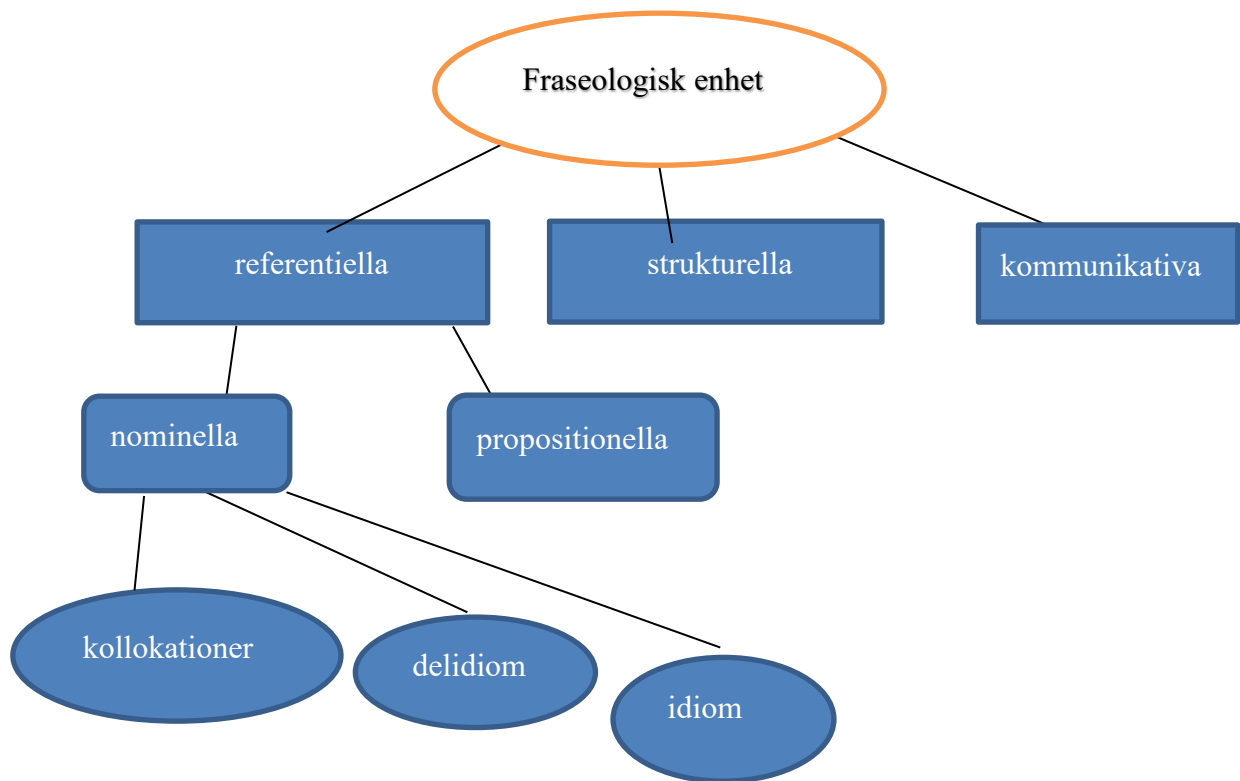 Fraseologisk enhet
referentiella
strukturella
kommunikativa
nominella
propositionella
kollokationer
delidiom
idiom